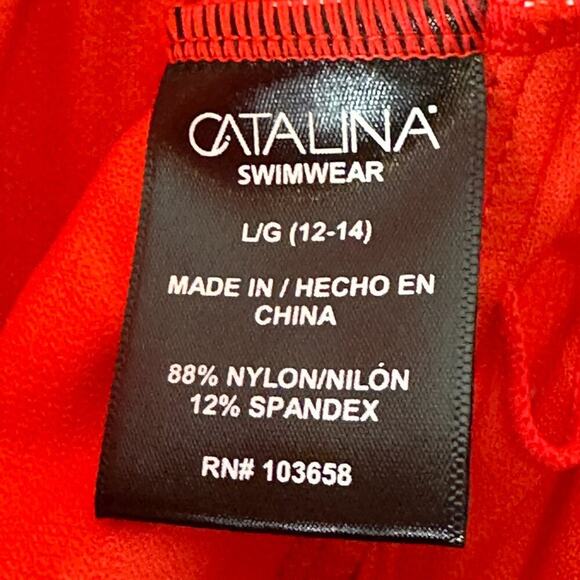 CATALINA
SWIMWEAR
L/G (12-14)
MADE IN / HECHO EN
CHINA
88% NYLON/NILÓN
12% SPANDEX
RN# 103658